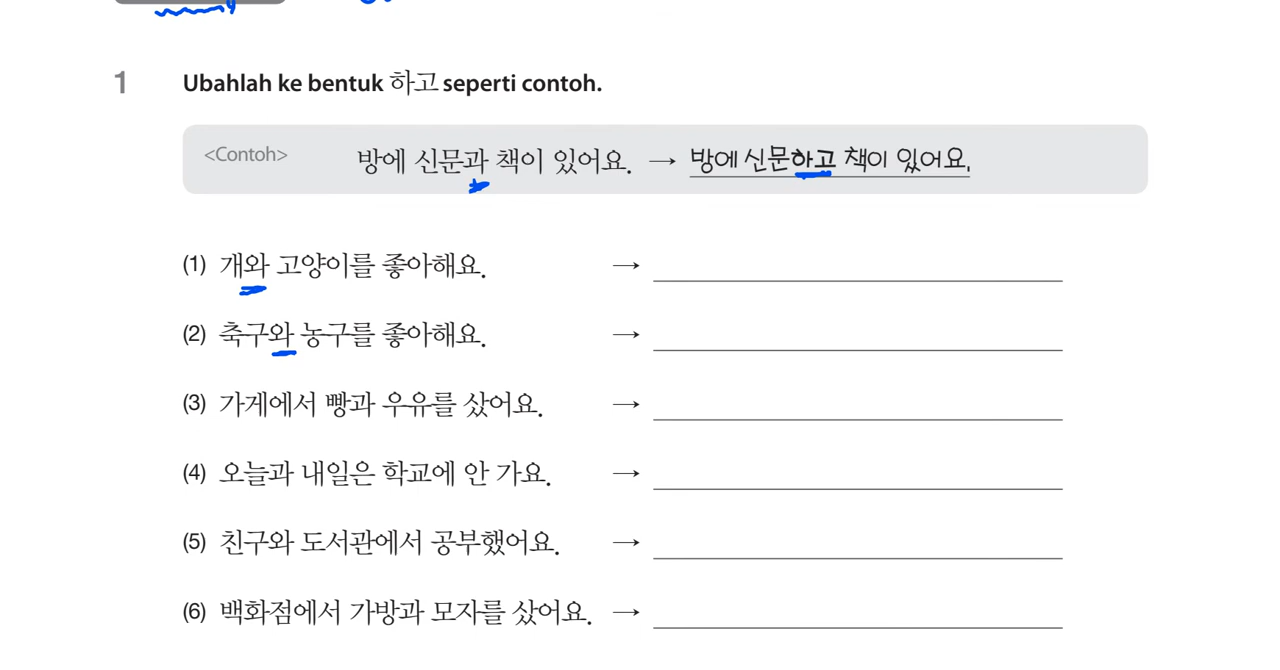 1 Ubahlah ke bentuk 하고 seperti contoh.
<Contoh> 방에 신문과 책이 있어요. → 방에 신문하고 책이 있어요.
(1) 개와 고양이를 좋아해요. →
(2) 축구와 농구를 좋아해요. →
(3) 가게에서 빵과 우유를 샀어요. →
(4) 오늘과 내일은 학교에 안 가요. →
(5) 친구와 도서관에서 공부했어요. →
(6) 백화점에서 가방과 모자를 샀어요. →